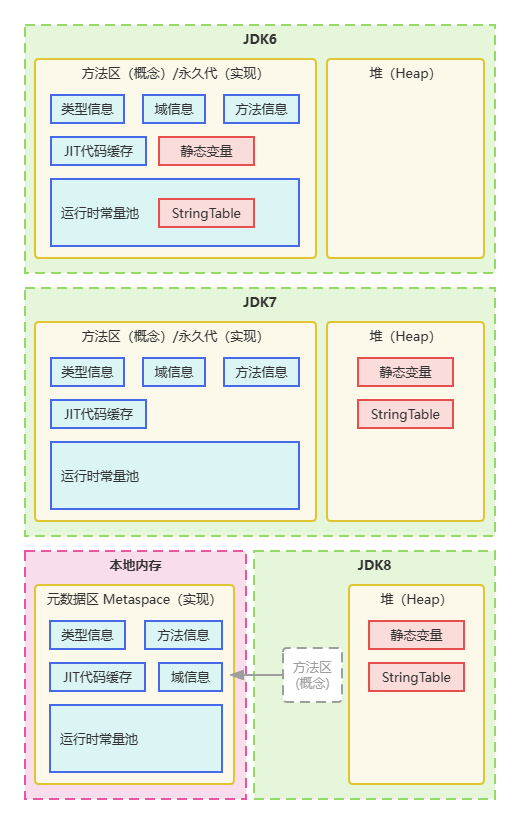 JDK6
方法区（概念）/永久代（实现）
堆（Heap）
类型信息
域信息
方法信息
JIT代码缓存
静态变量
运行时常量池
StringTable
JDK7
方法区（概念）/永久代（实现）
堆（Heap）
类型信息
域信息
方法信息
静态变量
JIT代码缓存
StringTable
运行时常量池
本地内存
JDK8
元数据区 Metaspace（实现）
堆（Heap）
类型信息
方法信息
静态变量
JIT代码缓存
域信息
方法区
(概念)
StringTable
运行时常量池